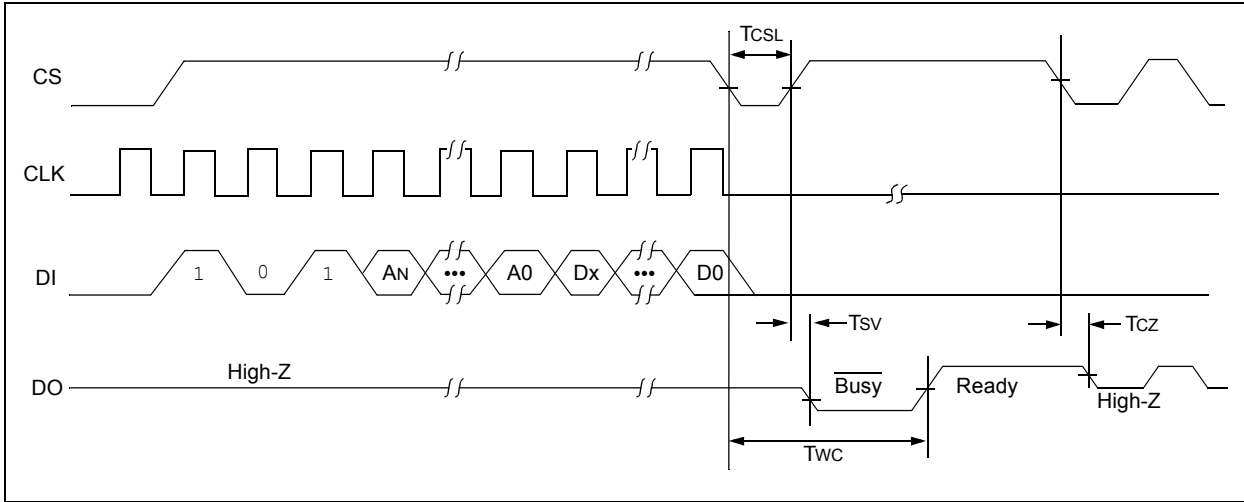 TCSL
CS
CLK
DI 1 0 1 AN ••• A0 Dx ••• D0
TSV TCZ
DO High-Z Busy Ready High-Z
TWC